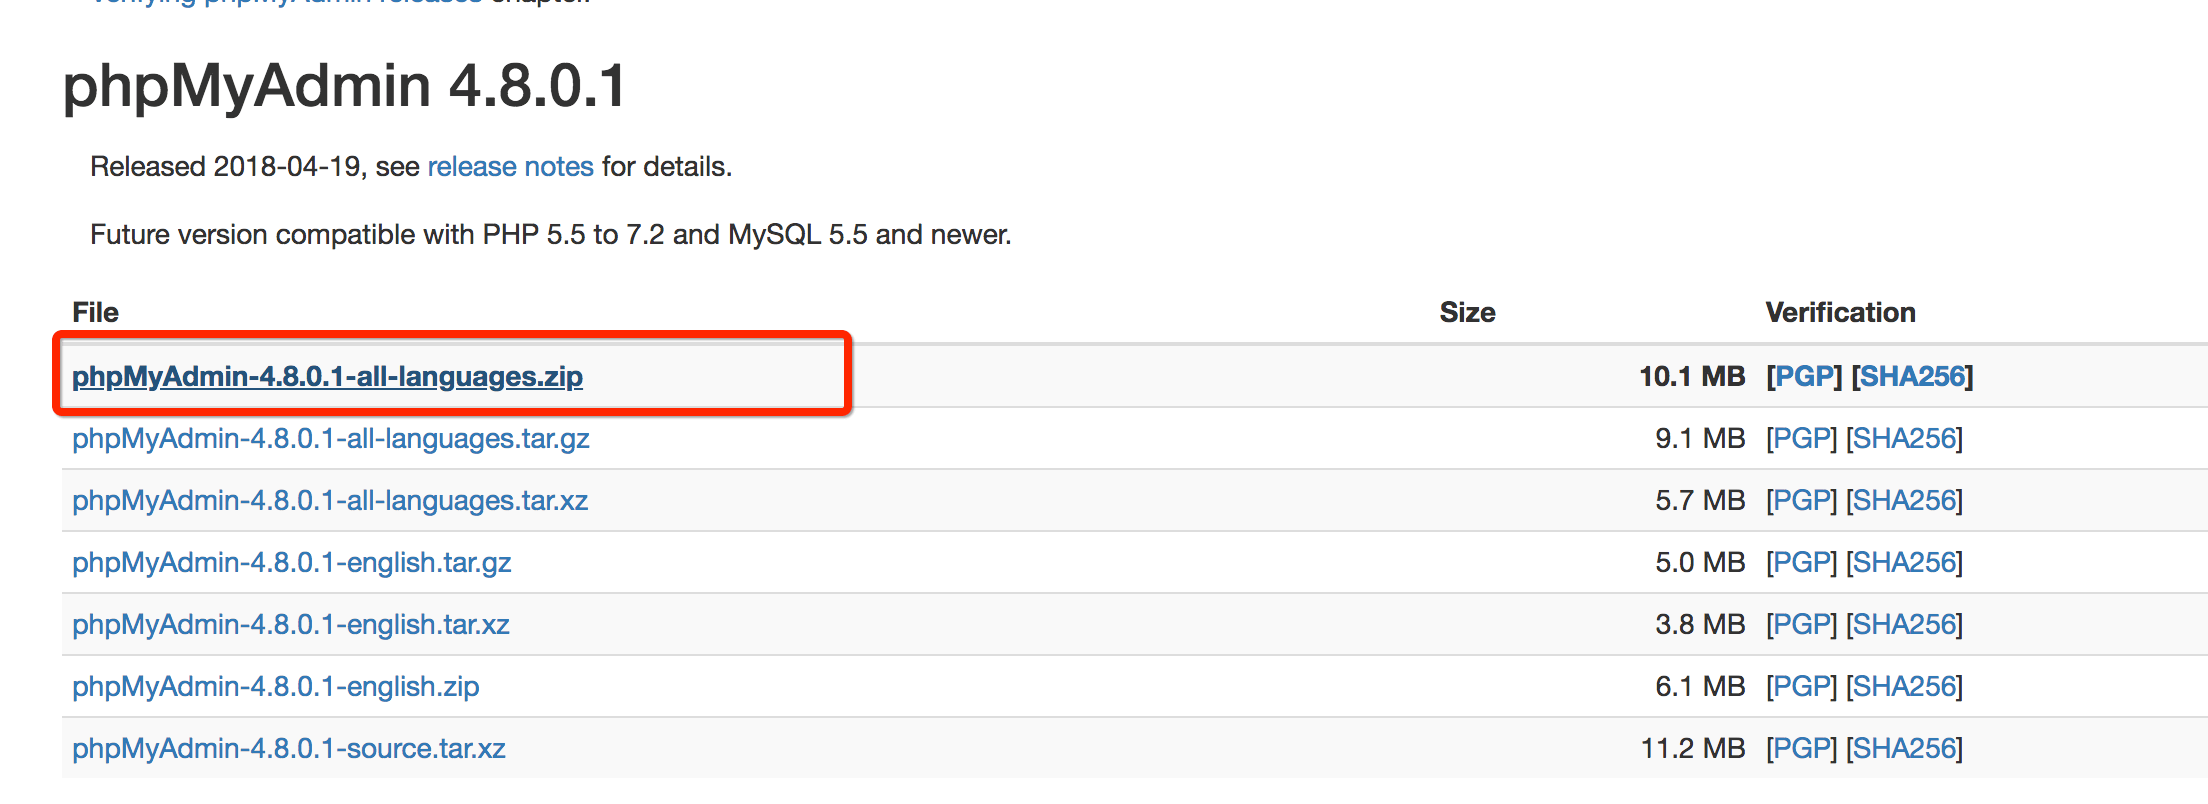 verifying phpMyAdmin releases chapter.
phpMyAdmin 4.8.0.1
Released 2018-04-19, see release notes for details.
Future version compatible with PHP 5.5 to 7.2 and MySQL 5.5 and newer.
File Size Verification
phpMyAdmin-4.8.0.1-all-languages.zip 10.1 MB [PGP] [SHA256]
phpMyAdmin-4.8.0.1-all-languages.tar.gz 9.1 MB [PGP] [SHA256]
phpMyAdmin-4.8.0.1-all-languages.tar.xz 5.7 MB [PGP] [SHA256]
phpMyAdmin-4.8.0.1-english.tar.gz 5.0 MB [PGP] [SHA256]
phpMyAdmin-4.8.0.1-english.tar.xz 3.8 MB [PGP] [SHA256]
phpMyAdmin-4.8.0.1-english.zip 6.1 MB [PGP] [SHA256]
phpMyAdmin-4.8.0.1-source.tar.xz 11.2 MB [PGP] [SHA256]